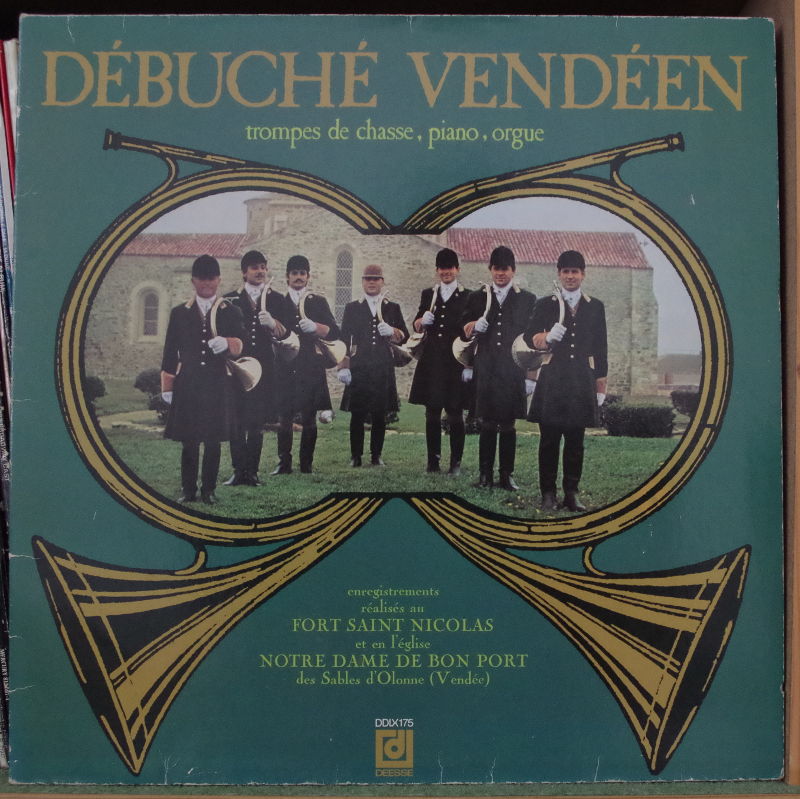 DÉBUCHÉ VENDÉEN
trompes de chasse, piano, orgue
enregistrements
réalisés au
FORT SAINT NICOLAS
et en l'église
NOTRE DAME DE BON PORT
des Sables d'Olonne (Vendée)
DDLX175
DEESSE